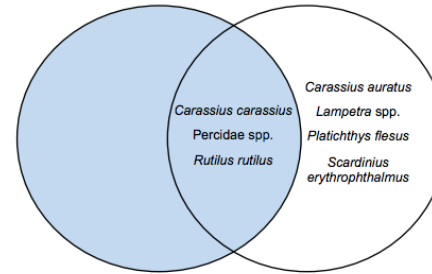 Carassius carassius
Percidae spp.
Rutilus rutilus
Carassius auratus
Lampetra spp.
Platichthys flesus
Scardinius
erythrophthalmus